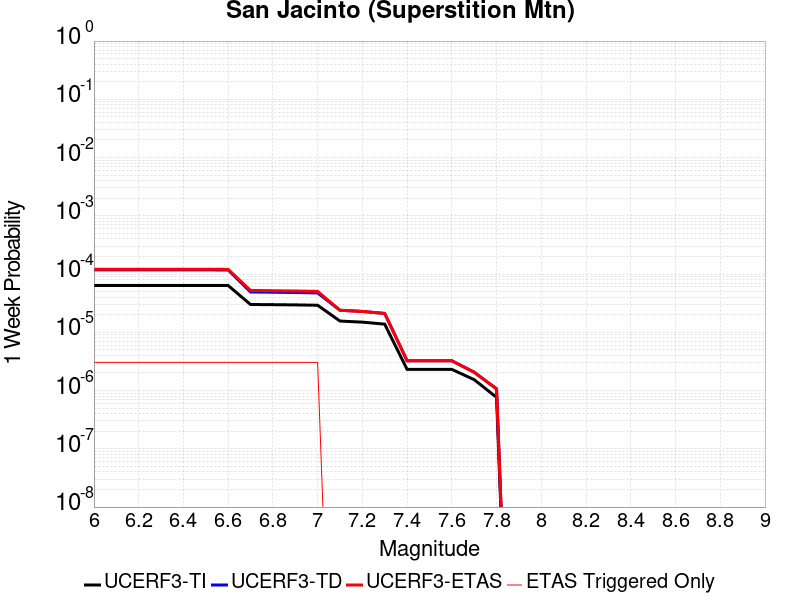 San Jacinto (Superstition Mtn)
10^0
10^-1
10^-2
10^-3
10^-4
10^-5
10^-6
10^-7
10^-8
1 Week Probability
6 6.2 6.4 6.6 6.8 7 7.2 7.4 7.6 7.8 8 8.2 8.4 8.6 8.8 9
Magnitude
UCERF3-TI UCERF3-TD UCERF3-ETAS ETAS Triggered Only